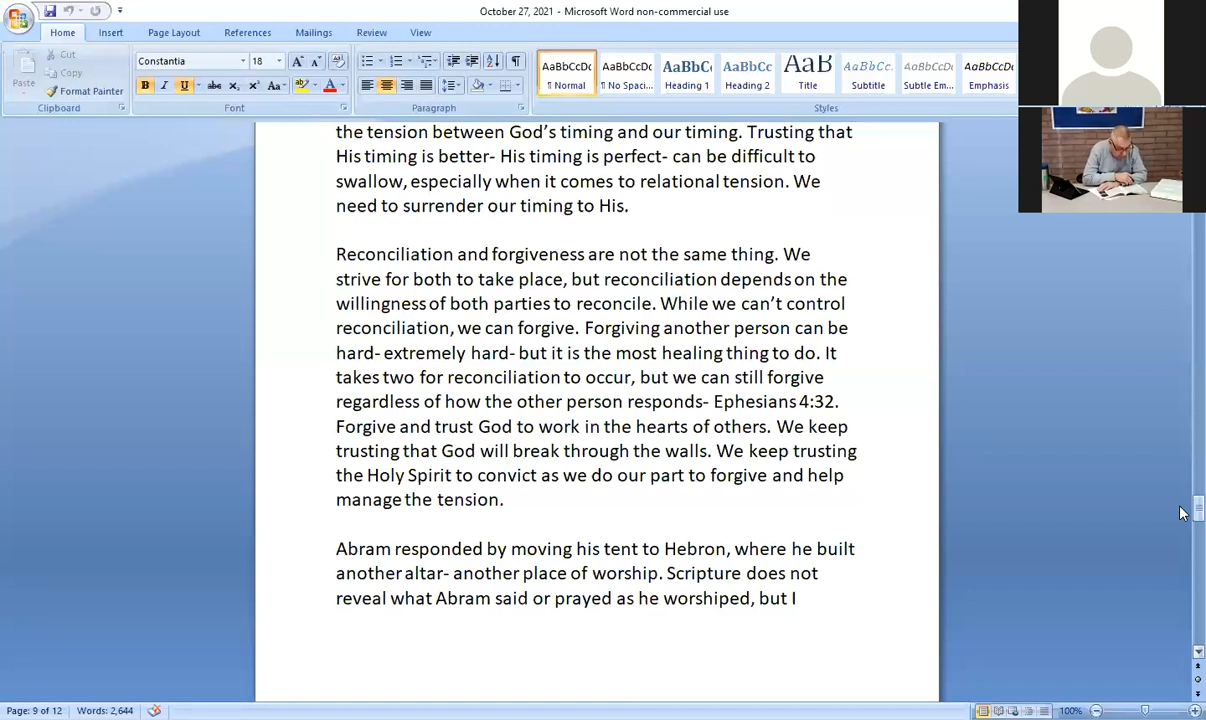 October 27, 2021 - Microsoft Word non-commercial use
Home Insert Page Layout References Mailings Review View
Cut
Copy
Paste
Format Painter
Clipboard
Constantia 18
Font
Paragraph
AaBbCcDc AaBbCcDc AaBbC AaBbCc AaB AaBbCc. AaBbCcDc AaBbCcDc
¶ Normal ¶ No Spaci... Heading 1 Heading 2 Title Subtitle Subtle Em... Emphasis
Styles
the tension between God’s timing and our timing. Trusting that
His timing is better- His timing is perfect- can be difficult to
swallow, especially when it comes to relational tension. We
need to surrender our timing to His.
Reconciliation and forgiveness are not the same thing. We
strive for both to take place, but reconciliation depends on the
willingness of both parties to reconcile. While we can’t control
reconciliation, we can forgive. Forgiving another person can be
hard- extremely hard- but it is the most healing thing to do. It
takes two for reconciliation to occur, but we can still forgive
regardless of how the other person responds- Ephesians 4:32.
Forgive and trust God to work in the hearts of others. We keep
trusting that God will break through the walls. We keep trusting
the Holy Spirit to convict as we do our part to forgive and help
manage the tension.
Abram responded by moving his tent to Hebron, where he built
another altar- another place of worship. Scripture does not
reveal what Abram said or prayed as he worshiped, but I
Page: 9 of 12 Words: 2,644 100%